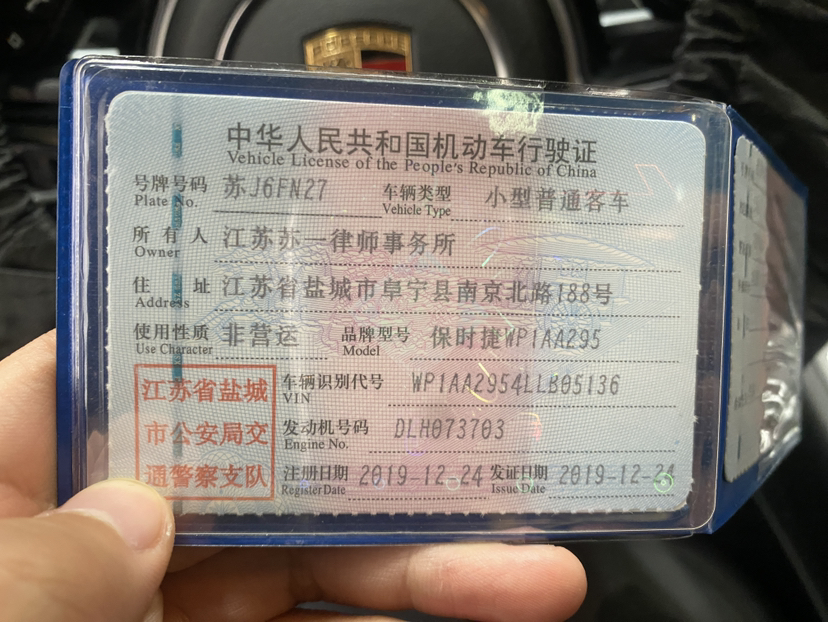 中华人民共和国机动车行驶证
Vehicle License of the People's Republic of China
号牌号码 苏J6FN27 车辆类型 小型普通客车
Plate No. Vehicle Type
所有人 江苏苏一律师事务所
Owner
住址 江苏省盐城市阜宁县南京北路188号
Address
使用性质 非营运 品牌型号 保时捷WP1AA295
Use Character Model
江苏省盐城 车辆识别代号 WP1AA2954LLB05136
VIN
市公安局交 发动机号码 DLH073703
Engine No.
通警察支队 注册日期 2019-12-24 发证日期 2019-12-24
Register Date Issue Date